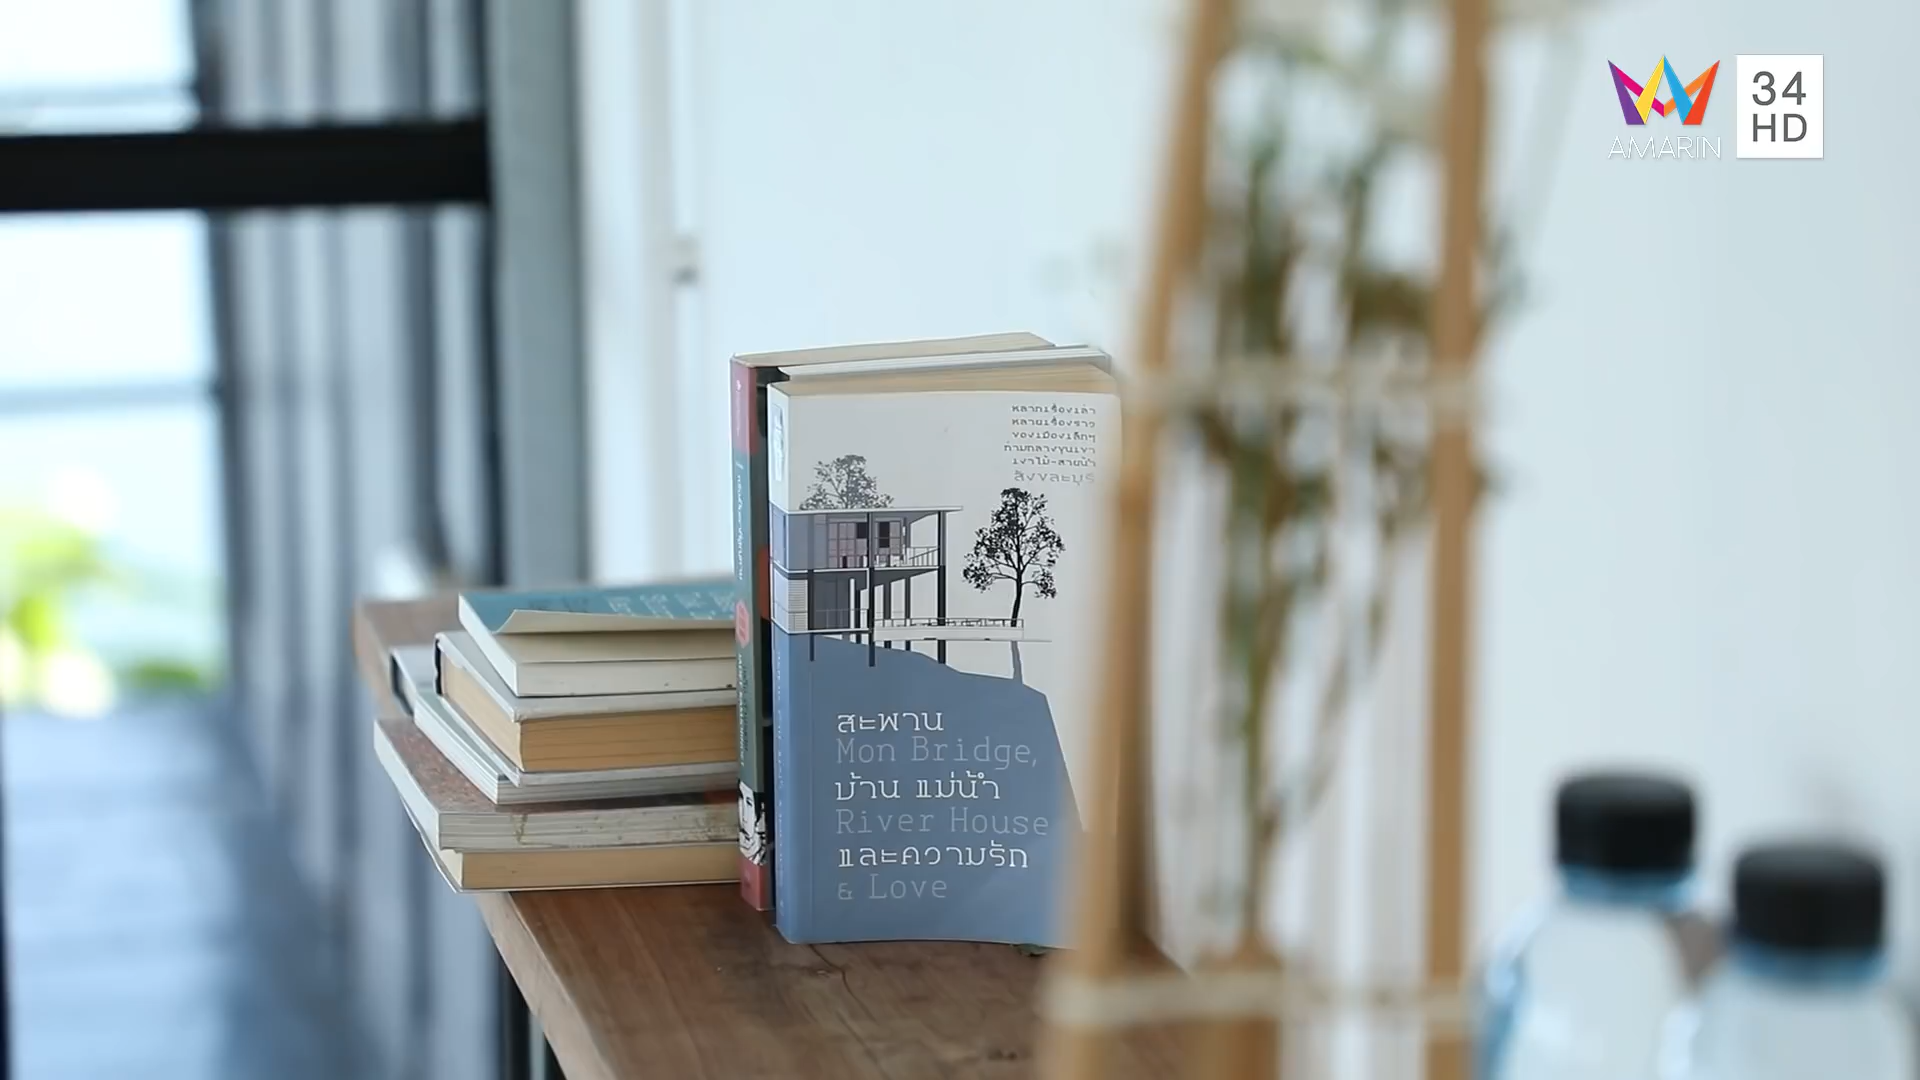 AMARIN
34
HD
หลากเรื่องเล่า
หลายเรื่องราว
ของเมืองเล็กๆ
ท่ามกลางขุนเขา
เงาไม้-สายน้ำ
สังขละบุรี
สะพาน
Mon Bridge,
บ้าน แม่น้ำ
River House
และความรัก
& Love